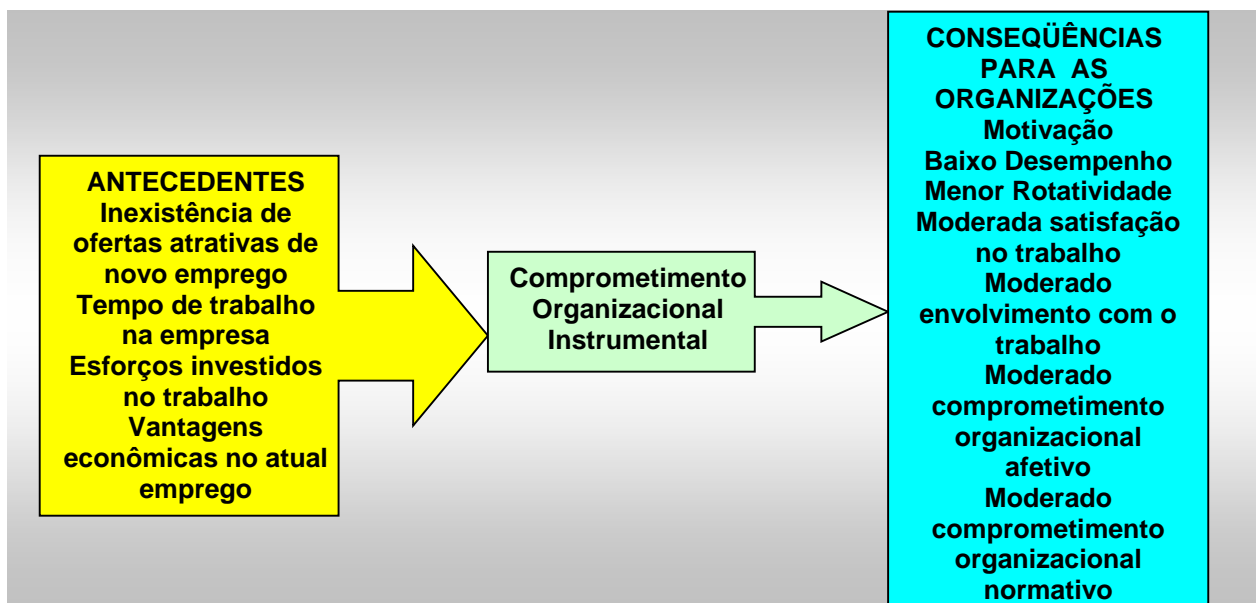 ANTECEDENTES
Inexistência de
ofertas atrativas de
novo emprego
Tempo de trabalho
na empresa
Esforços investidos
no trabalho
Vantagens
econômicas no atual
emprego
Comprometimento
Organizacional
Instrumental
CONSEQÜÊNCIAS
PARA AS
ORGANIZAÇÕES
Motivação
Baixo Desempenho
Menor Rotatividade
Moderada satisfação
no trabalho
Moderado
envolvimento com o
trabalho
Moderado
comprometimento
organizacional
afetivo
Moderado
comprometimento
organizacional
normativo